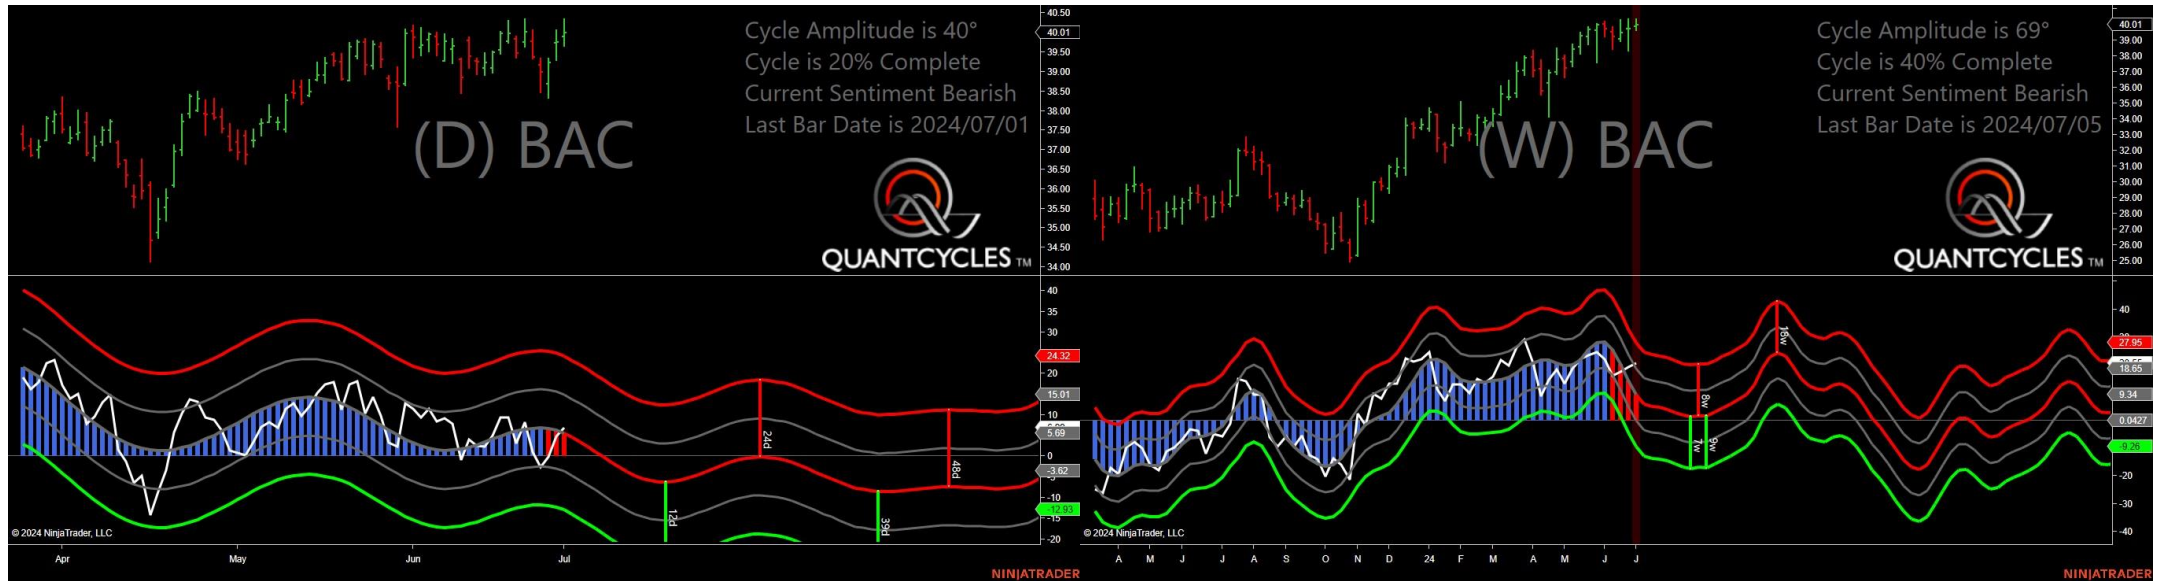 Cycle Amplitude is 40°
Cycle is 20% Complete
Current Sentiment Bearish
Last Bar Date is 2024/07/01
(D) BAC
QUANTCYCLES TM
40.50
40.01
39.50
39.00
38.50
38.00
37.50
37.00
36.50
36.00
35.50
35.00
34.50
34.00
40
35
30
24.32
20
15.01
10
5.69
0
-3.62
-10
-12.93
-15
-20
24d
48d
12d
39d
© 2024 NinjaTrader, LLC
Apr May Jun Jul
NINJATRADER
Cycle Amplitude is 69°
Cycle is 40% Complete
Current Sentiment Bearish
Last Bar Date is 2024/07/05
(W) BAC
QUANTCYCLES TM
40.01
39.00
38.00
37.00
36.00
35.00
34.00
33.00
32.00
31.00
30.00
29.00
28.00
27.00
26.00
25.00
40
27.95
18.65
9.34
0.0427
-9.26
-20
-30
-40
18w
8w
7w
9w
© 2024 NinjaTrader, LLC
A M J J A S O N D 24 F M A M J J
NINJATRADER